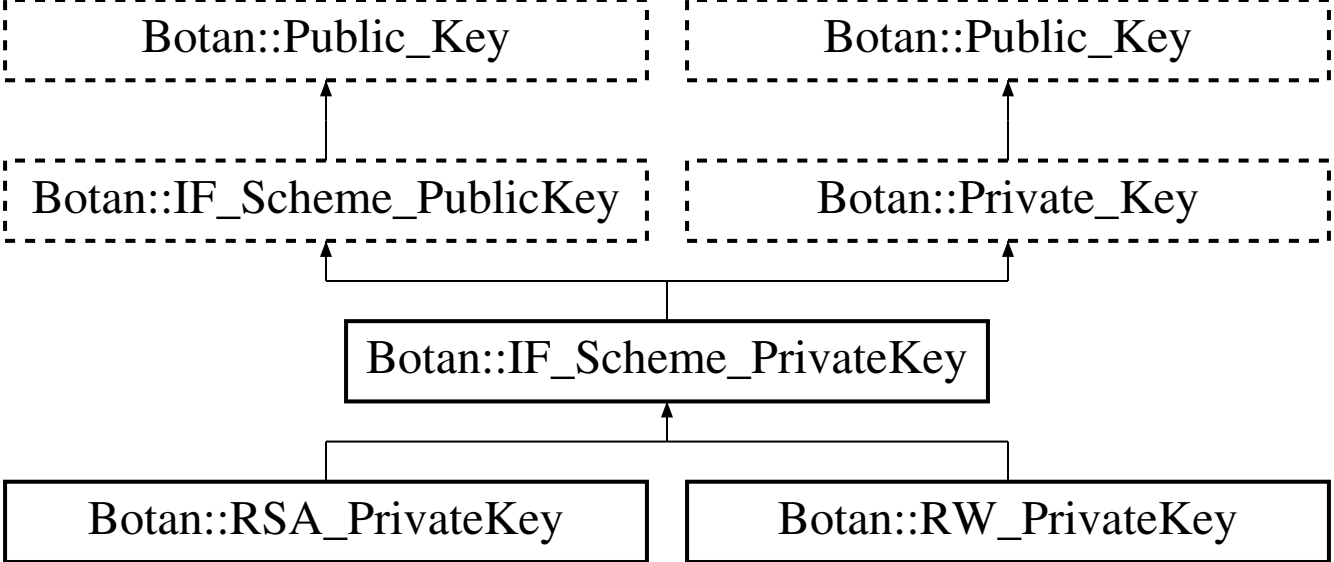 Botan::Public_Key
Botan::Public_Key
Botan::IF_Scheme_PublicKey
Botan::Private_Key
Botan::IF_Scheme_PrivateKey
Botan::RSA_PrivateKey
Botan::RW_PrivateKey